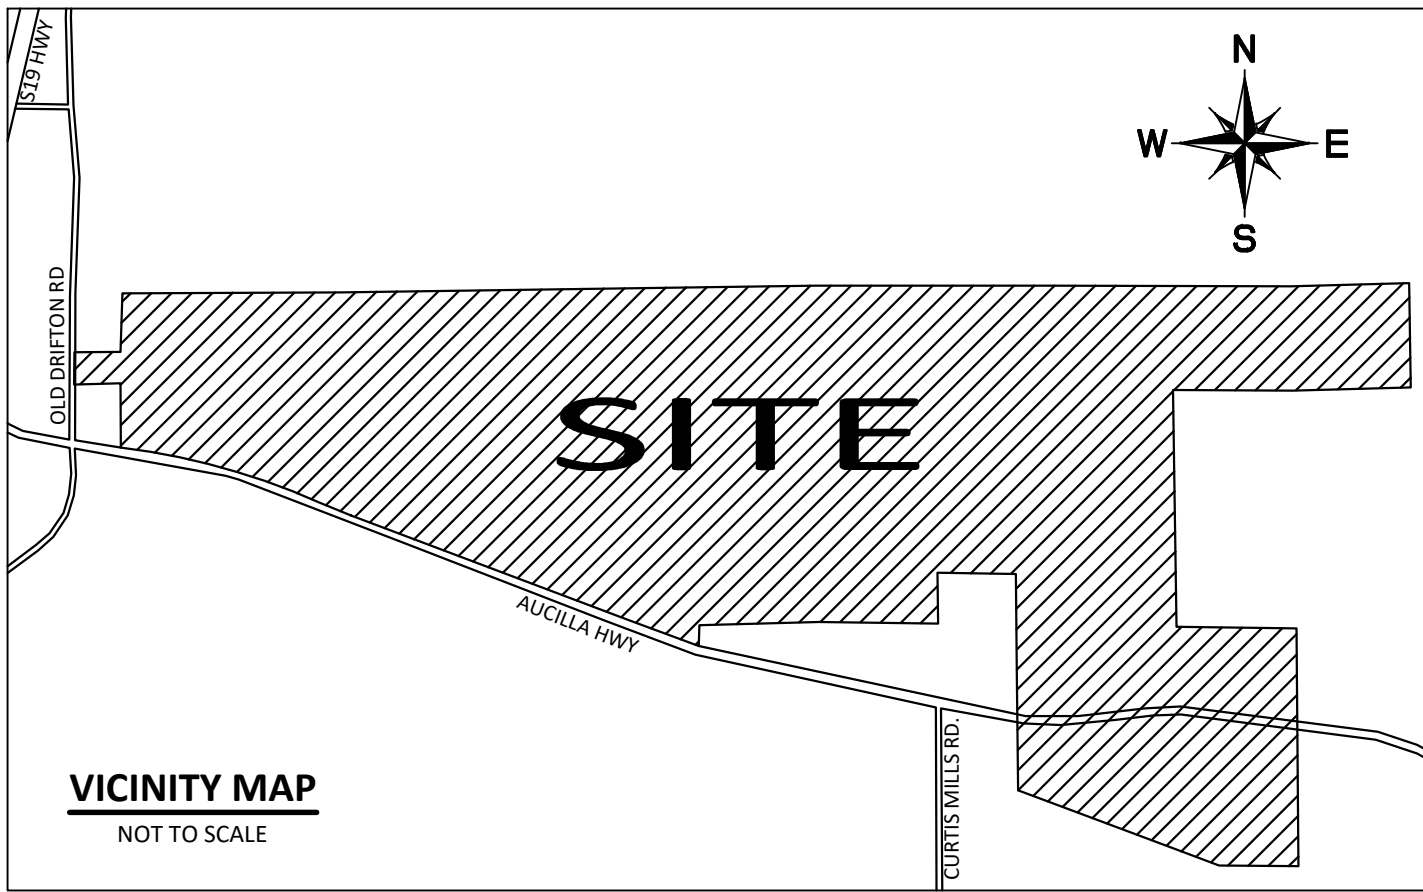 S19 HWY
N
W E
S
OLD DRIFTON RD
SITE
AUCILLA HWY
CURTIS MILLS RD.
VICINITY MAP
NOT TO SCALE